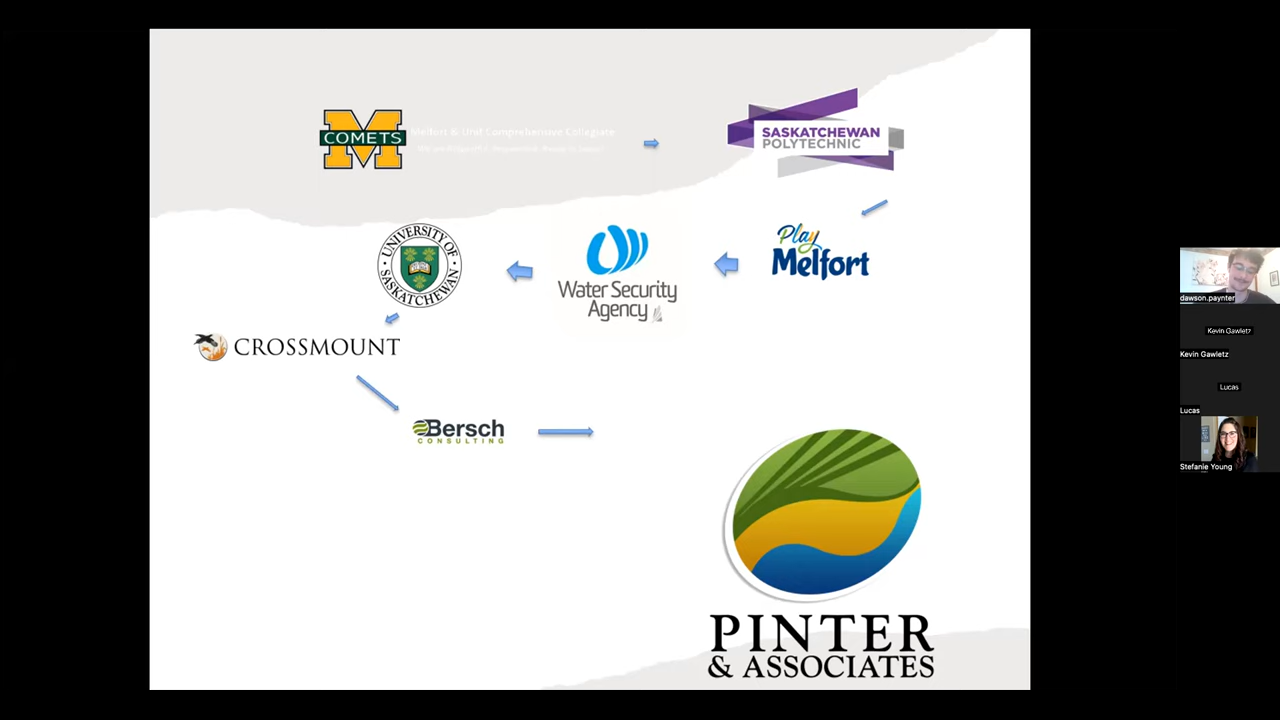 COMETS
Melfort & Unit Comprehensive Collegiate
SASKATCHEWAN
POLYTECHNIC
UNIVERSITY OF
SASKATCHEWAN
Water Security
Agency
Play
Melfort
CROSSMOUNT
Bersch
CONSULTING
PINTER
& ASSOCIATES
dawson.paynter
Kevin Gawletz
Kevin Gawletz
Lucas
Lucas
Stefanie Young